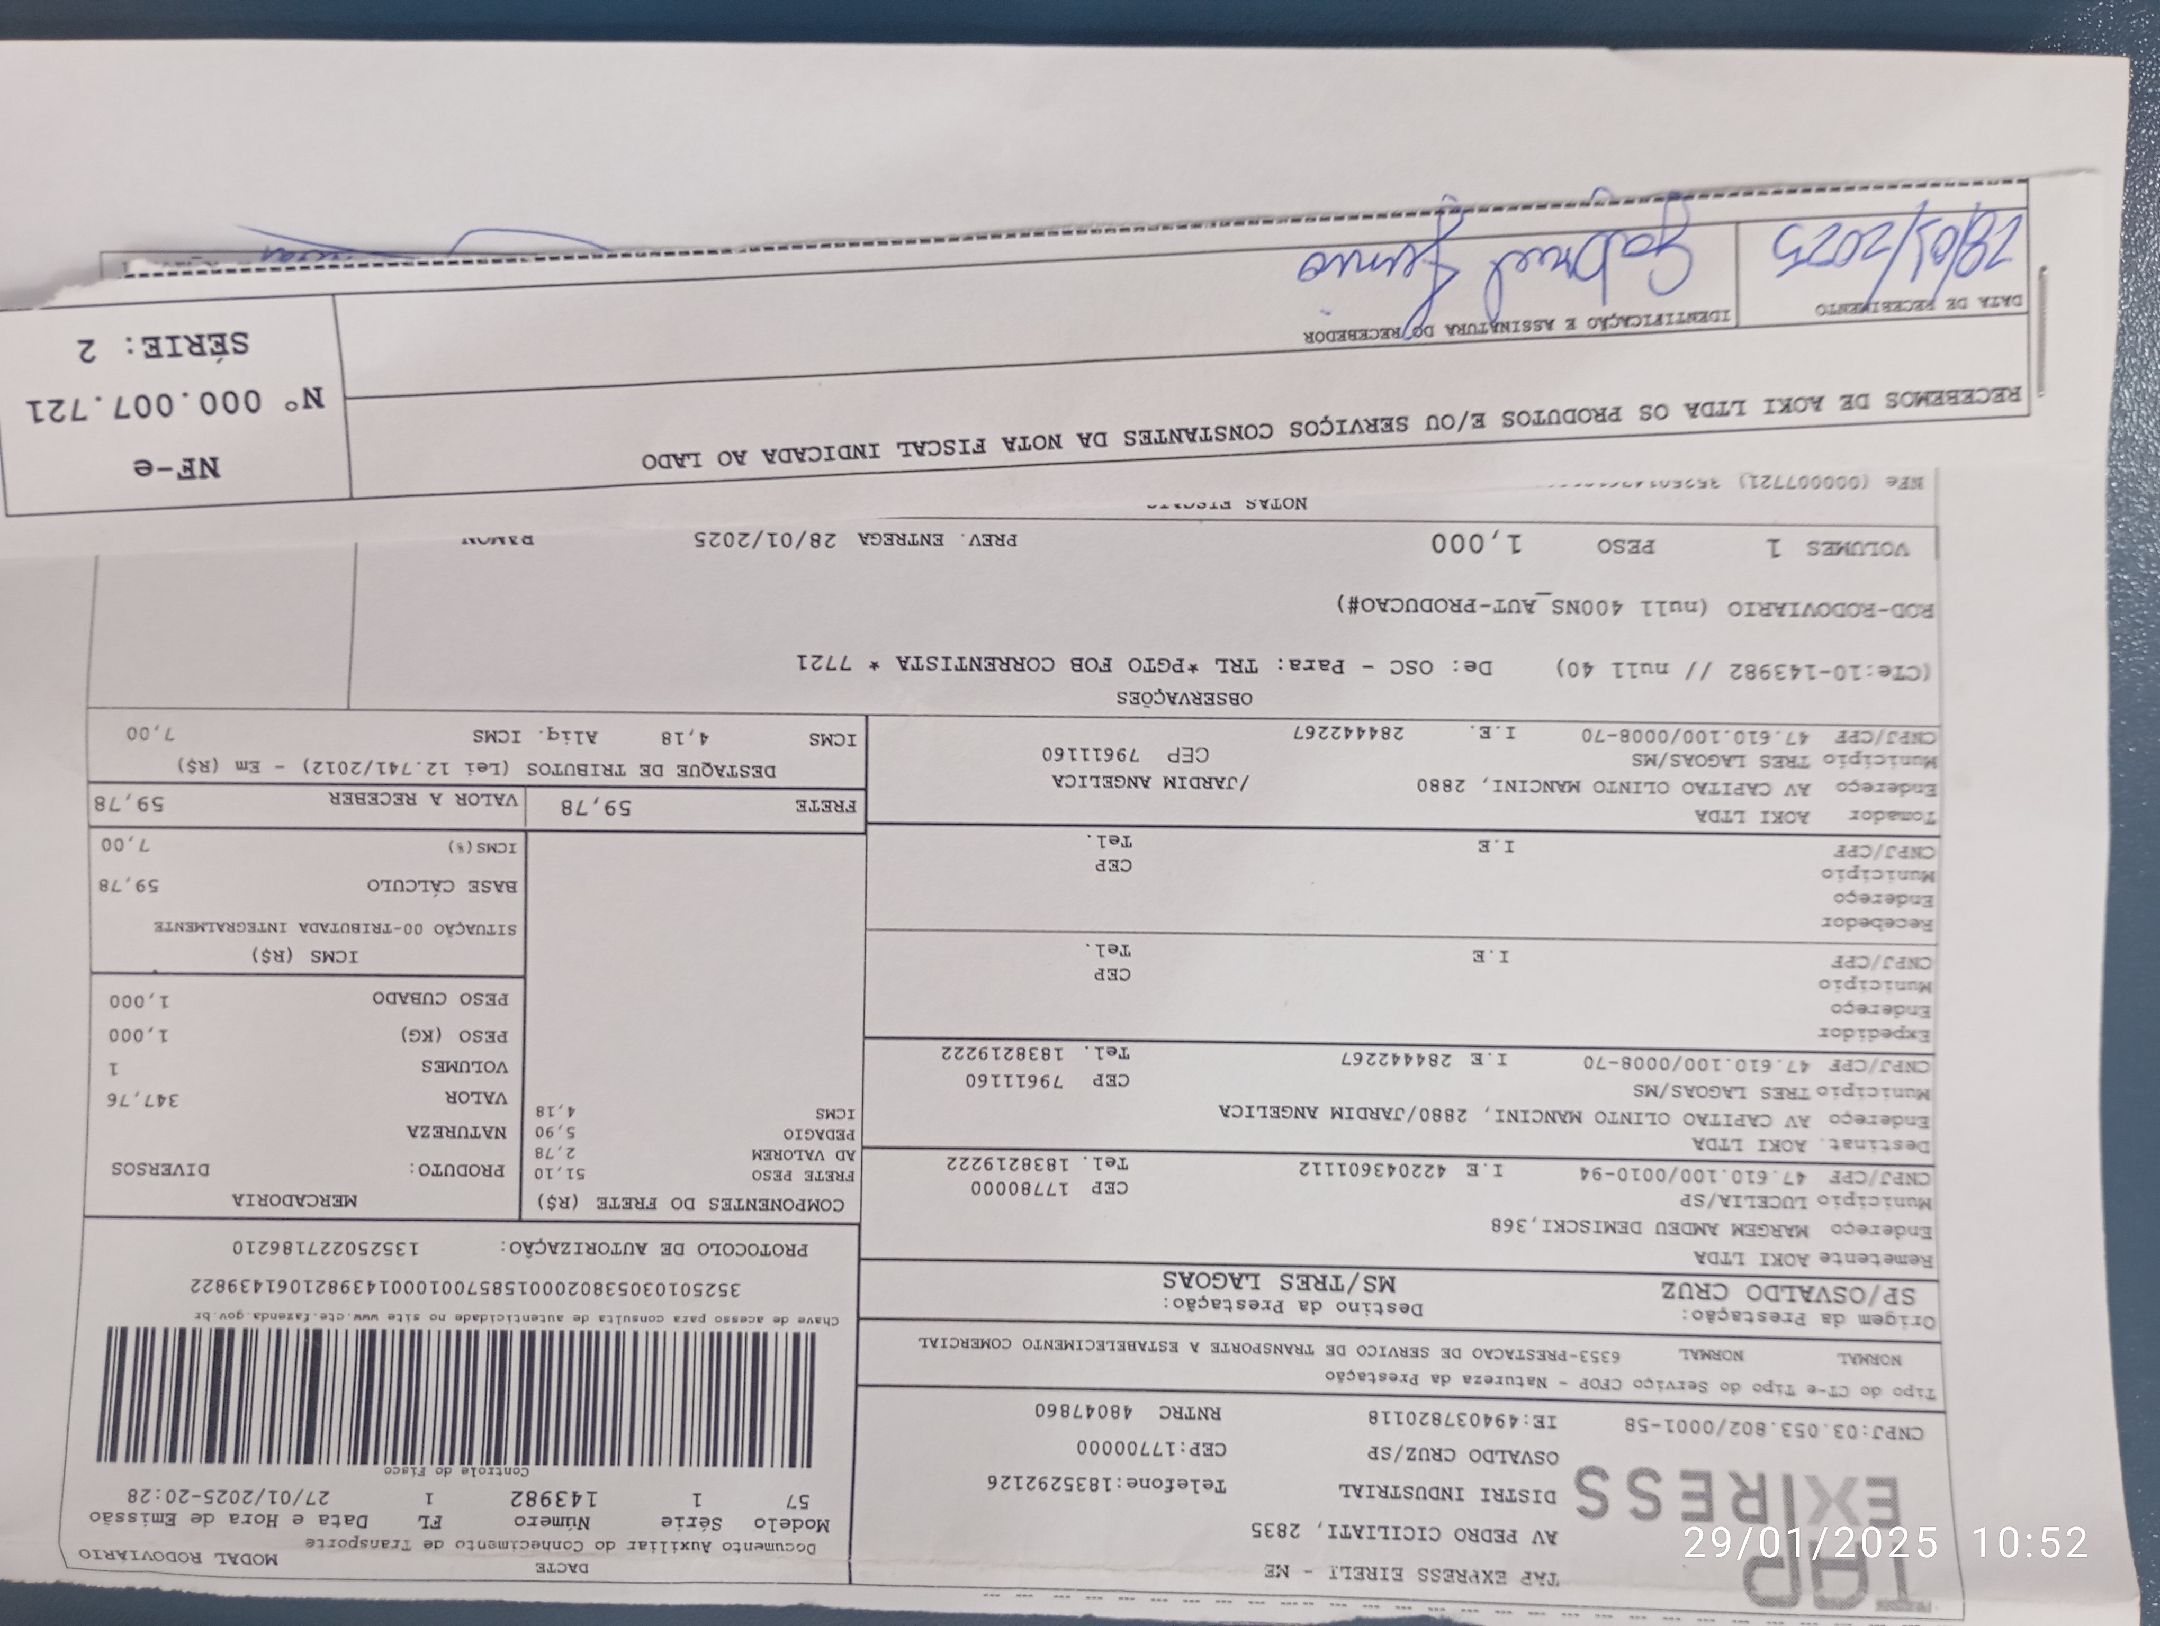 TAP
EXPRESS
TAP EXPRESS EIRELI - ME
AV PEDRO CICILIATI, 2835
DISTRI INDUSTRIAL Telefone:1835292126
OSVALDO CRUZ/SP CEP:17700000
CNPJ:03.053.802/0001-58 IE:494037820118 RNTRC 48047860
DACTE MODAL RODOVIARIO
Documento Auxiliar do Conhecimento de Transporte
Modelo Série Número FL Data e Hora de Emissão
57 1 143982 1 27/01/2025-20:28
Controle do Fisco
Chave de acesso para consulta de autenticidade no site www.cte.fazenda.gov.br
35250103053802000158570010001439821061439822
PROTOCOLO DE AUTORIZAÇÃO: 135250227186210
Tipo do CT-e Tipo do Serviço CFOP - Natureza da Prestação
NORMAL NORMAL 6353-PRESTACAO DE SERVICO DE TRANSPORTE A ESTABELECIMENTO COMERCIAL
Origem da Prestação: Destino da Prestação:
SP/OSVALDO CRUZ MS/TRES LAGOAS
Remetente AOKI LTDA
Endereço MARGEM AMDEU DEMISCKI,368
Município LUCELIA/SP CEP 17780000
CNPJ/CPF 47.610.100/0010-94 I.E 422043601112 Tel. 1838219222
Destinat. AOKI LTDA
Endereço AV CAPITAO OLINTO MANCINI, 2880/JARDIM ANGELICA
Município TRES LAGOAS/MS CEP 79611160
CNPJ/CPF 47.610.100/0008-70 I.E 284442267 Tel. 1838219222
Expedidor
Endereço
Município CEP
CNPJ/CPF I.E Tel.
Recebedor
Endereço
Município CEP
CNPJ/CPF I.E Tel.
Tomador AOKI LTDA
Endereço AV CAPITAO OLINTO MANCINI, 2880 /JARDIM ANGELICA
Município TRES LAGOAS/MS CEP 79611160
CNPJ/CPF 47.610.100/0008-70 I.E. 284442267
COMPONENTES DO FRETE (R$)
FRETE PESO 51,10
AD VALOREM 2,78
PEDAGIO 5,90
ICMS 4,18
MERCADORIA
PRODUTO: DIVERSOS
NATUREZA
VALOR 347,76
VOLUMES 1
PESO (KG) 1,000
PESO CUBADO 1,000
ICMS (R$)
SITUAÇÃO 00-TRIBUTADA INTEGRALMENTE
BASE CÁLCULO 59,78
ICMS(%) 7,00
FRETE 59,78 VALOR A RECEBER 59,78
DESTAQUE DE TRIBUTOS (Lei 12.741/2012) - Em (R$)
ICMS 4,18 Aliq. ICMS 7,00
OBSERVAÇÕES
(CTe:10-143982 // null 40) De: OSC - Para: TRL *PGTO FOB CORRENTISTA * 7721
ROD-RODOVIARIO (null 400NS_AUT-PRODUCAO#)
VOLUMES 1 PESO 1,000 PREV. ENTREGA 28/01/2025
NOTAS
NFe (000007721)
RECEBEMOS DE AOKI LTDA OS PRODUTOS E/OU SERVIÇOS CONSTANTES DA NOTA FISCAL INDICADA AO LADO
NF-e
Nº 000.007.721
SÉRIE: 2
DATA DE RECEBIMENTO IDENTIFICAÇÃO E ASSINATURA DO RECEBEDOR
28/01/2025 Gabriel Junio
29/01/2025 10:52